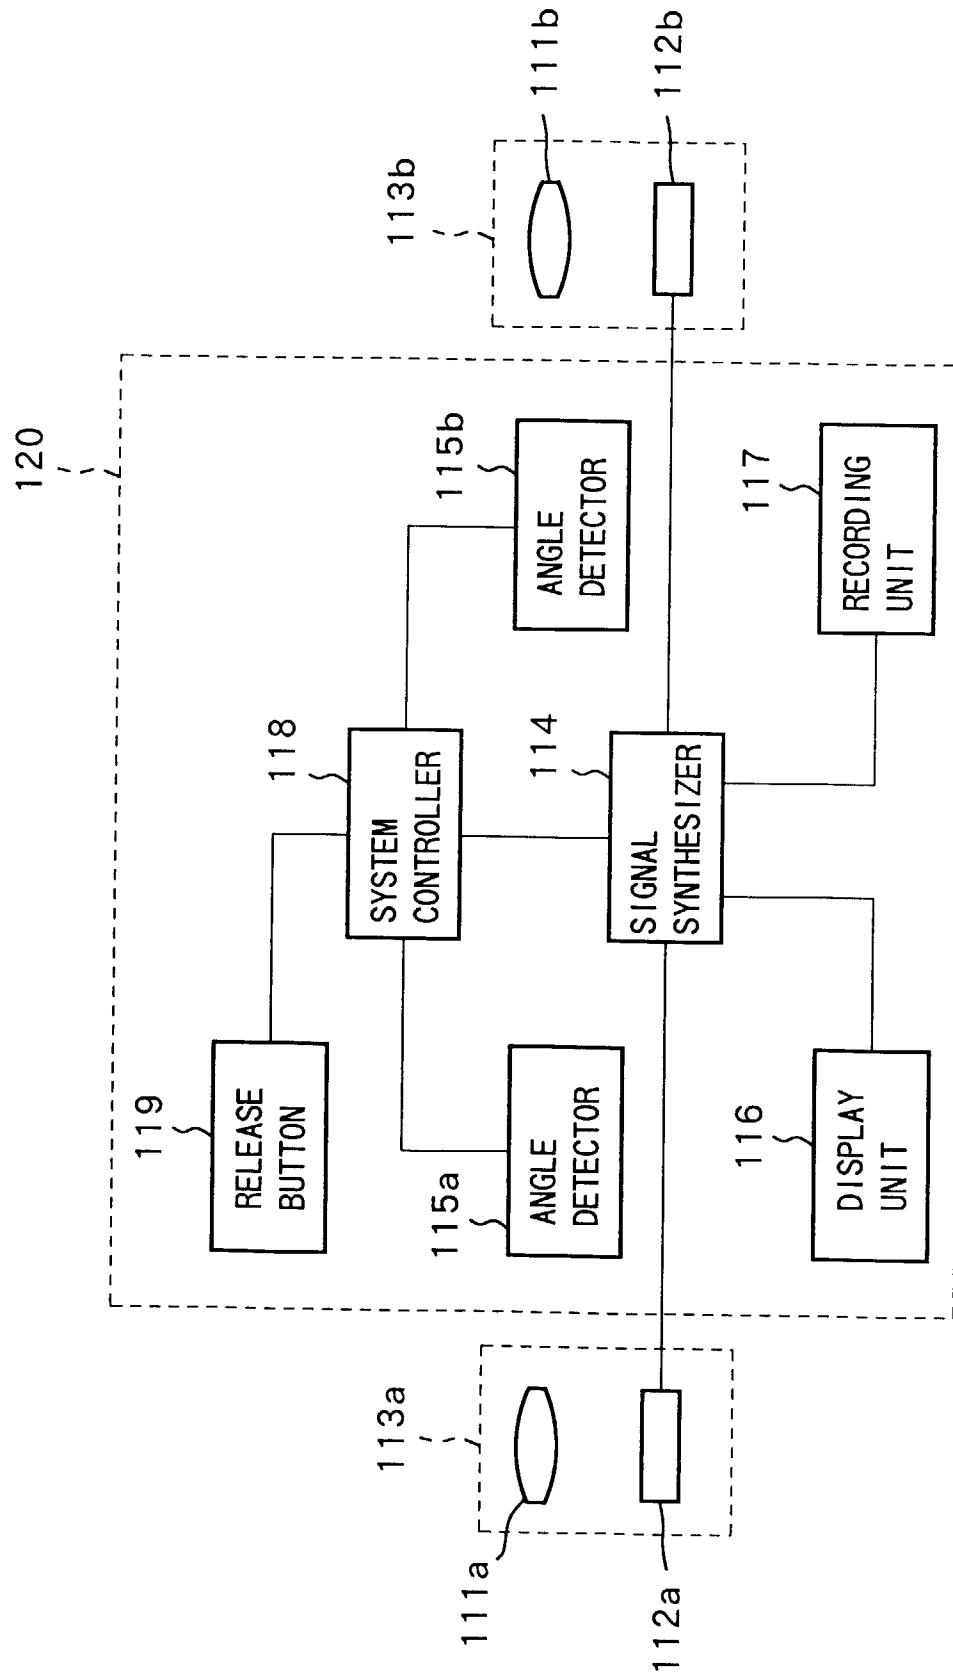 120
113a
113b
111a
111b
112a
112b
119
RELEASE
BUTTON
118
SYSTEM
CONTROLLER
115a
ANGLE
DETECTOR
115b
ANGLE
DETECTOR
114
SIGNAL
SYNTHESIZER
116
DISPLAY
UNIT
117
RECORDING
UNIT